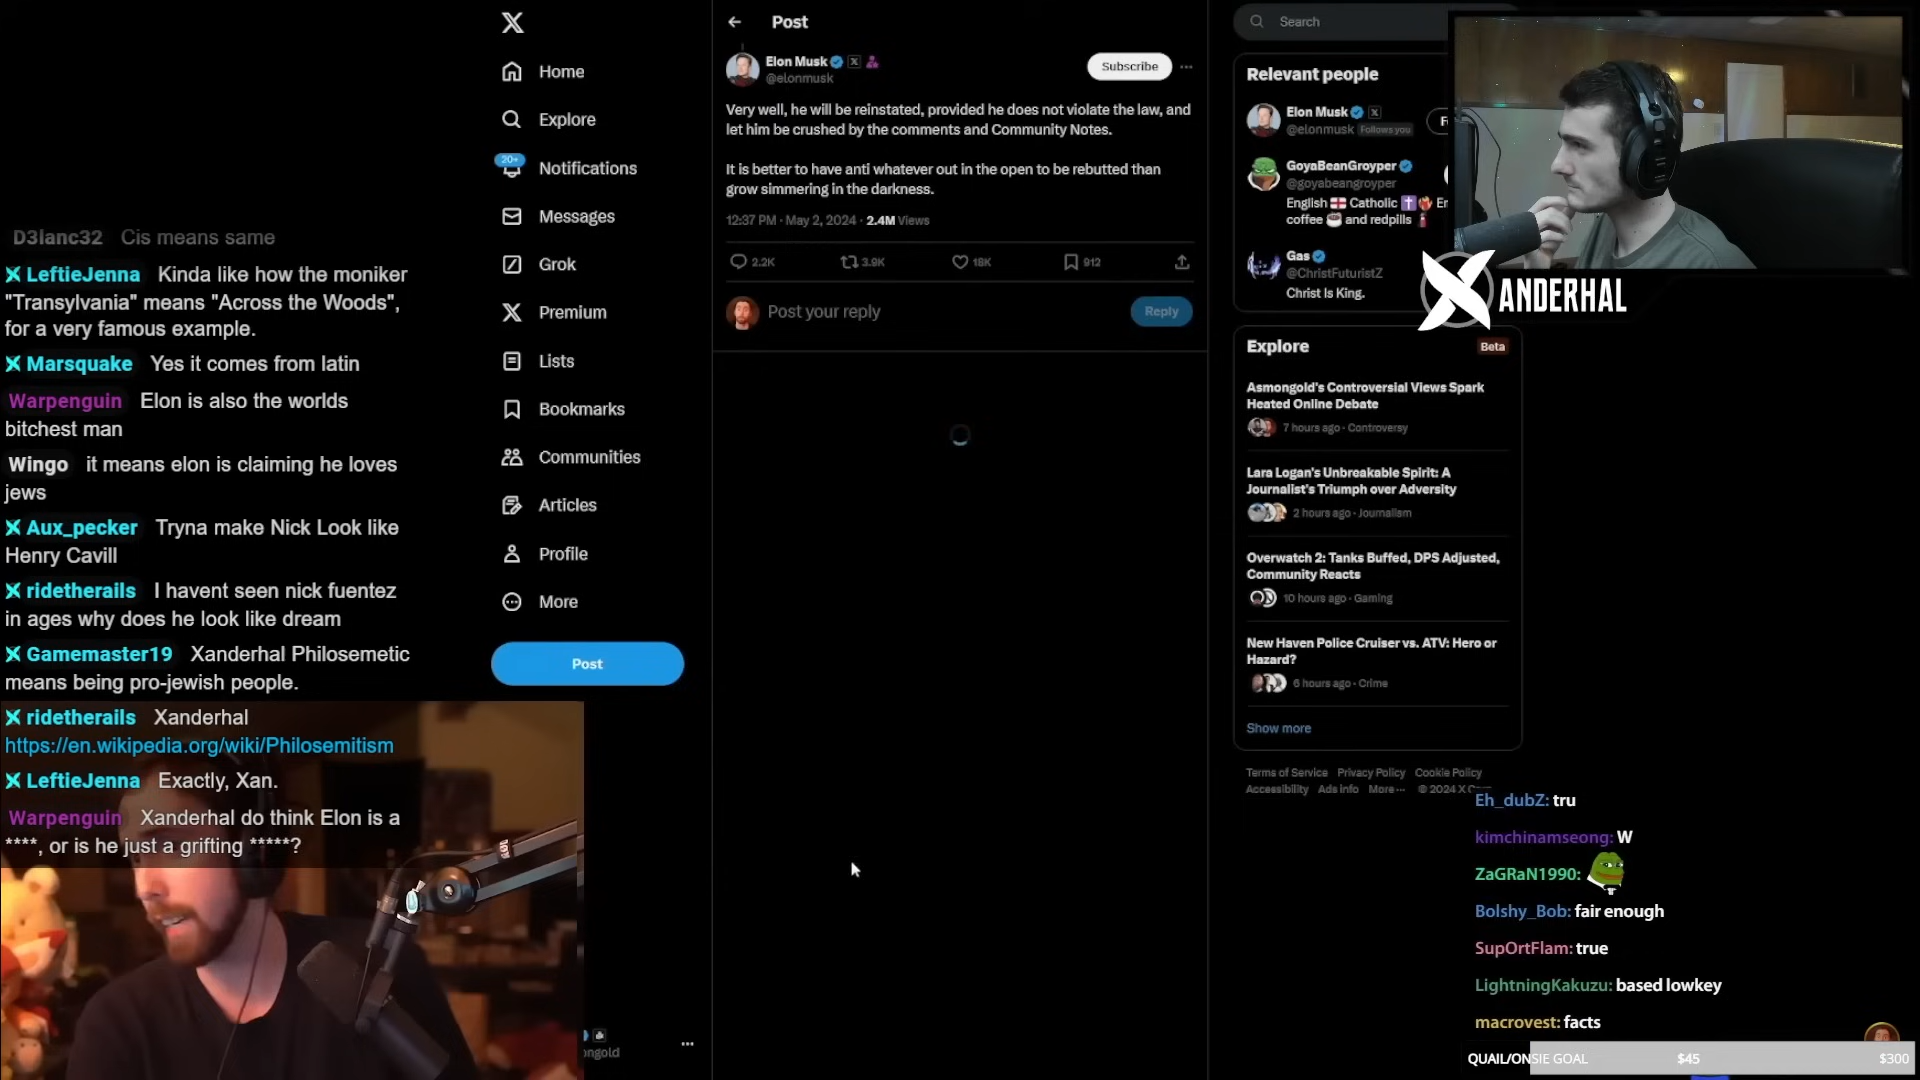 D3lanc32 Cis means same
LeftieJenna Kinda like how the moniker
"Transylvania" means "Across the Woods",
for a very famous example.
Marsquake Yes it comes from latin
Warpenguin Elon is also the worlds
bitchest man
Wingo it means elon is claiming he loves
jews
Aux_pecker Tryna make Nick Look like
Henry Cavill
ridetherails I havent seen nick fuentez
in ages why does he look like dream
Gamemaster19 Xanderhal Philosemetic
means being pro-jewish people.
ridetherails Xanderhal
https://en.wikipedia.org/wiki/Philosemitism
LeftieJenna Exactly, Xan.
Warpenguin Xanderhal do think Elon is a
****, or is he just a grifting *****?
X
Home
Explore
20+
Notifications
Messages
Grok
Premium
Lists
Bookmarks
Communities
Articles
Profile
More
Post
ongold
Post
Elon Musk
@elonmusk
Subscribe
Very well, he will be reinstated, provided he does not violate the law, and
let him be crushed by the comments and Community Notes.
It is better to have anti whatever out in the open to be rebutted than
grow simmering in the darkness.
12:37 PM · May 2, 2024 · 2.4M Views
2.2K 3.9K 18K 912
Post your reply
Reply
Search
Relevant people
Elon Musk
@elonmusk Follows you
GoyaBeanGroyper
@goyabeangroyper
English Catholic
coffee and redpills
Gas
@ChristFuturistZ
Christ Is King.
XANDERHAL
Explore
Beta
Asmongold's Controversial Views Spark
Heated Online Debate
7 hours ago · Controversy
Lara Logan's Unbreakable Spirit: A
Journalist's Triumph over Adversity
2 hours ago · Journalism
Overwatch 2: Tanks Buffed, DPS Adjusted,
Community Reacts
10 hours ago · Gaming
New Haven Police Cruiser vs. ATV: Hero or
Hazard?
6 hours ago · Crime
Show more
Terms of Service Privacy Policy Cookie Policy
Accessibility Ads info More ··· © 2024 X
Eh_dubZ: tru
kimchinamseong: W
ZaGRaN1990:
Bolshy_Bob: fair enough
SupOrtFlam: true
LightningKakuzu: based lowkey
macrovest: facts
QUAIL/ONSIE GOAL $45 $300